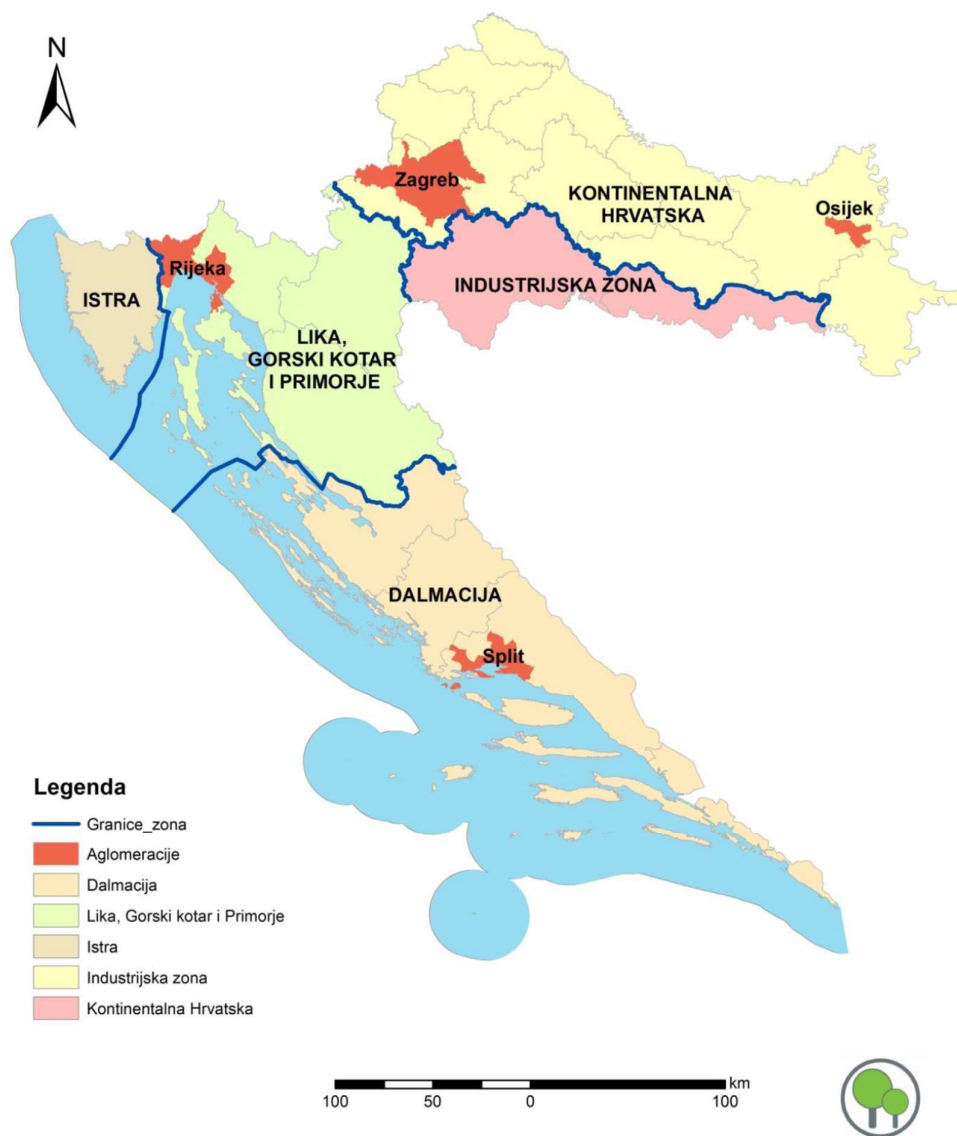 N
Zagreb
KONTINENTALNA
HRVATSKA
Osijek
Rijeka
ISTRA
INDUSTRIJSKA ZONA
LIKA,
GORSKI KOTAR
I PRIMORJE
DALMACIJA
Split
Legenda
Granice_zona
Aglomeracije
Dalmacija
Lika, Gorski kotar i Primorje
Istra
Industrijska zona
Kontinentalna Hrvatska
km
100 50 0 100